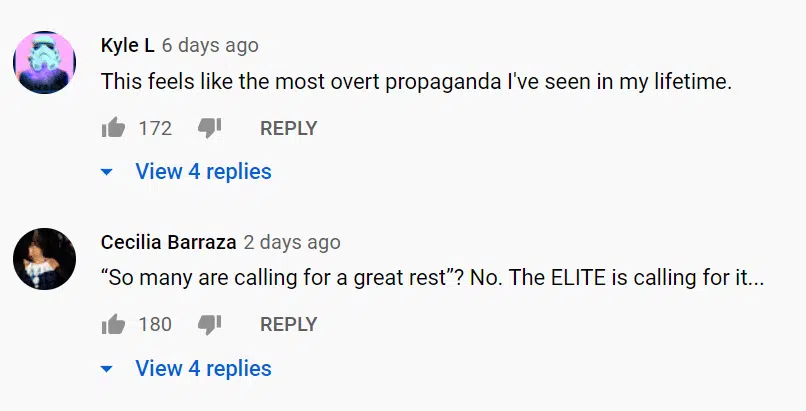 Kyle L 6 days ago
This feels like the most overt propaganda I've seen in my lifetime.
172 REPLY
View 4 replies
Cecilia Barraza 2 days ago
“So many are calling for a great rest”? No. The ELITE is calling for it...
180 REPLY
View 4 replies